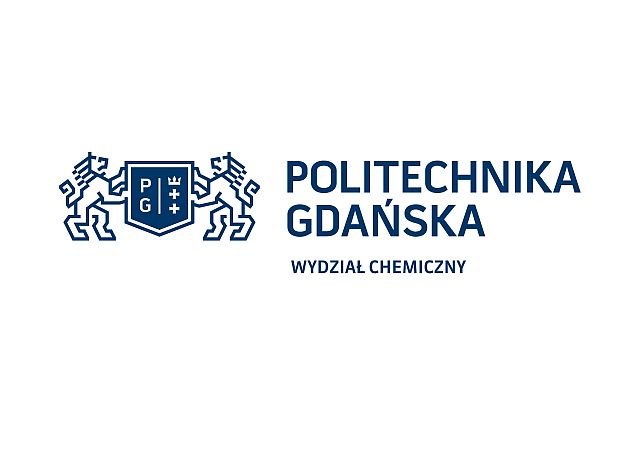 P
G
POLITECHNIKA
GDAŃSKA
WYDZIAŁ CHEMICZNY